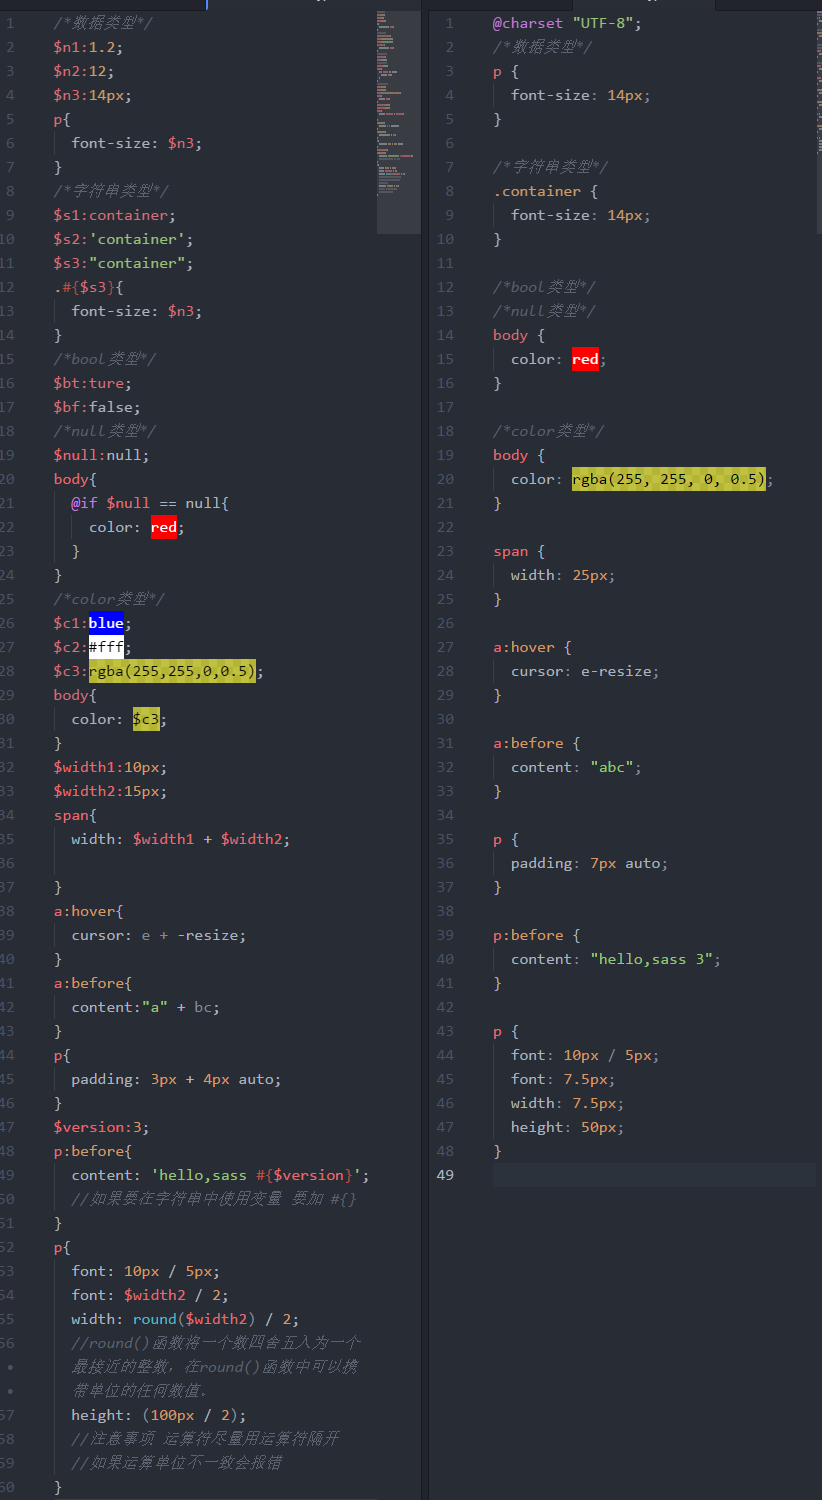 1 /*数据类型*/
2 $n1:1.2;
3 $n2:12;
4 $n3:14px;
5 p{
6 font-size: $n3;
7 }
8 /*字符串类型*/
9 $s1:container;
10 $s2:'container';
11 $s3:"container";
12 .#{$s3}{
13 font-size: $n3;
14 }
15 /*bool类型*/
16 $bt:ture;
17 $bf:false;
18 /*null类型*/
19 $null:null;
20 body{
21 @if $null == null{
22 color: red;
23 }
24 }
25 /*color类型*/
26 $c1:blue;
27 $c2:#fff;
28 $c3:rgba(255,255,0,0.5);
29 body{
30 color: $c3;
31 }
32 $width1:10px;
33 $width2:15px;
34 span{
35 width: $width1 + $width2;
36
37 }
38 a:hover{
39 cursor: e + -resize;
40 }
41 a:before{
42 content:"a" + bc;
43 }
44 p{
45 padding: 3px + 4px auto;
46 }
47 $version:3;
48 p:before{
49 content: 'hello,sass #{$version}';
50 //如果要在字符串中使用变量 要加 #{}
51 }
52 p{
53 font: 10px / 5px;
54 font: $width2 / 2;
55 width: round($width2) / 2;
56 //round()函数将一个数四舍五入为一个
• 最接近的整数，在round()函数中可以携
• 带单位的任何数值。
57 height: (100px / 2);
58 //注意事项 运算符尽量用运算符隔开
59 //如果运算单位不一致会报错
60 }
1 @charset "UTF-8";
2 /*数据类型*/
3 p {
4 font-size: 14px;
5 }
6
7 /*字符串类型*/
8 .container {
9 font-size: 14px;
10 }
11
12 /*bool类型*/
13 /*null类型*/
14 body {
15 color: red;
16 }
17
18 /*color类型*/
19 body {
20 color: rgba(255, 255, 0, 0.5);
21 }
22
23 span {
24 width: 25px;
25 }
26
27 a:hover {
28 cursor: e-resize;
29 }
30
31 a:before {
32 content: "abc";
33 }
34
35 p {
36 padding: 7px auto;
37 }
38
39 p:before {
40 content: "hello,sass 3";
41 }
42
43 p {
44 font: 10px / 5px;
45 font: 7.5px;
46 width: 7.5px;
47 height: 50px;
48 }
49